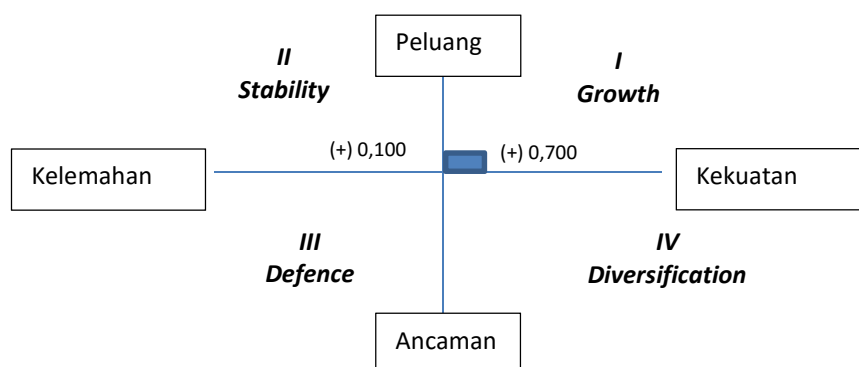 Peluang
II
Stability
I
Growth
(+) 0,100
(+) 0,700
Kelemahan
Kekuatan
III
Defence
IV
Diversification
Ancaman